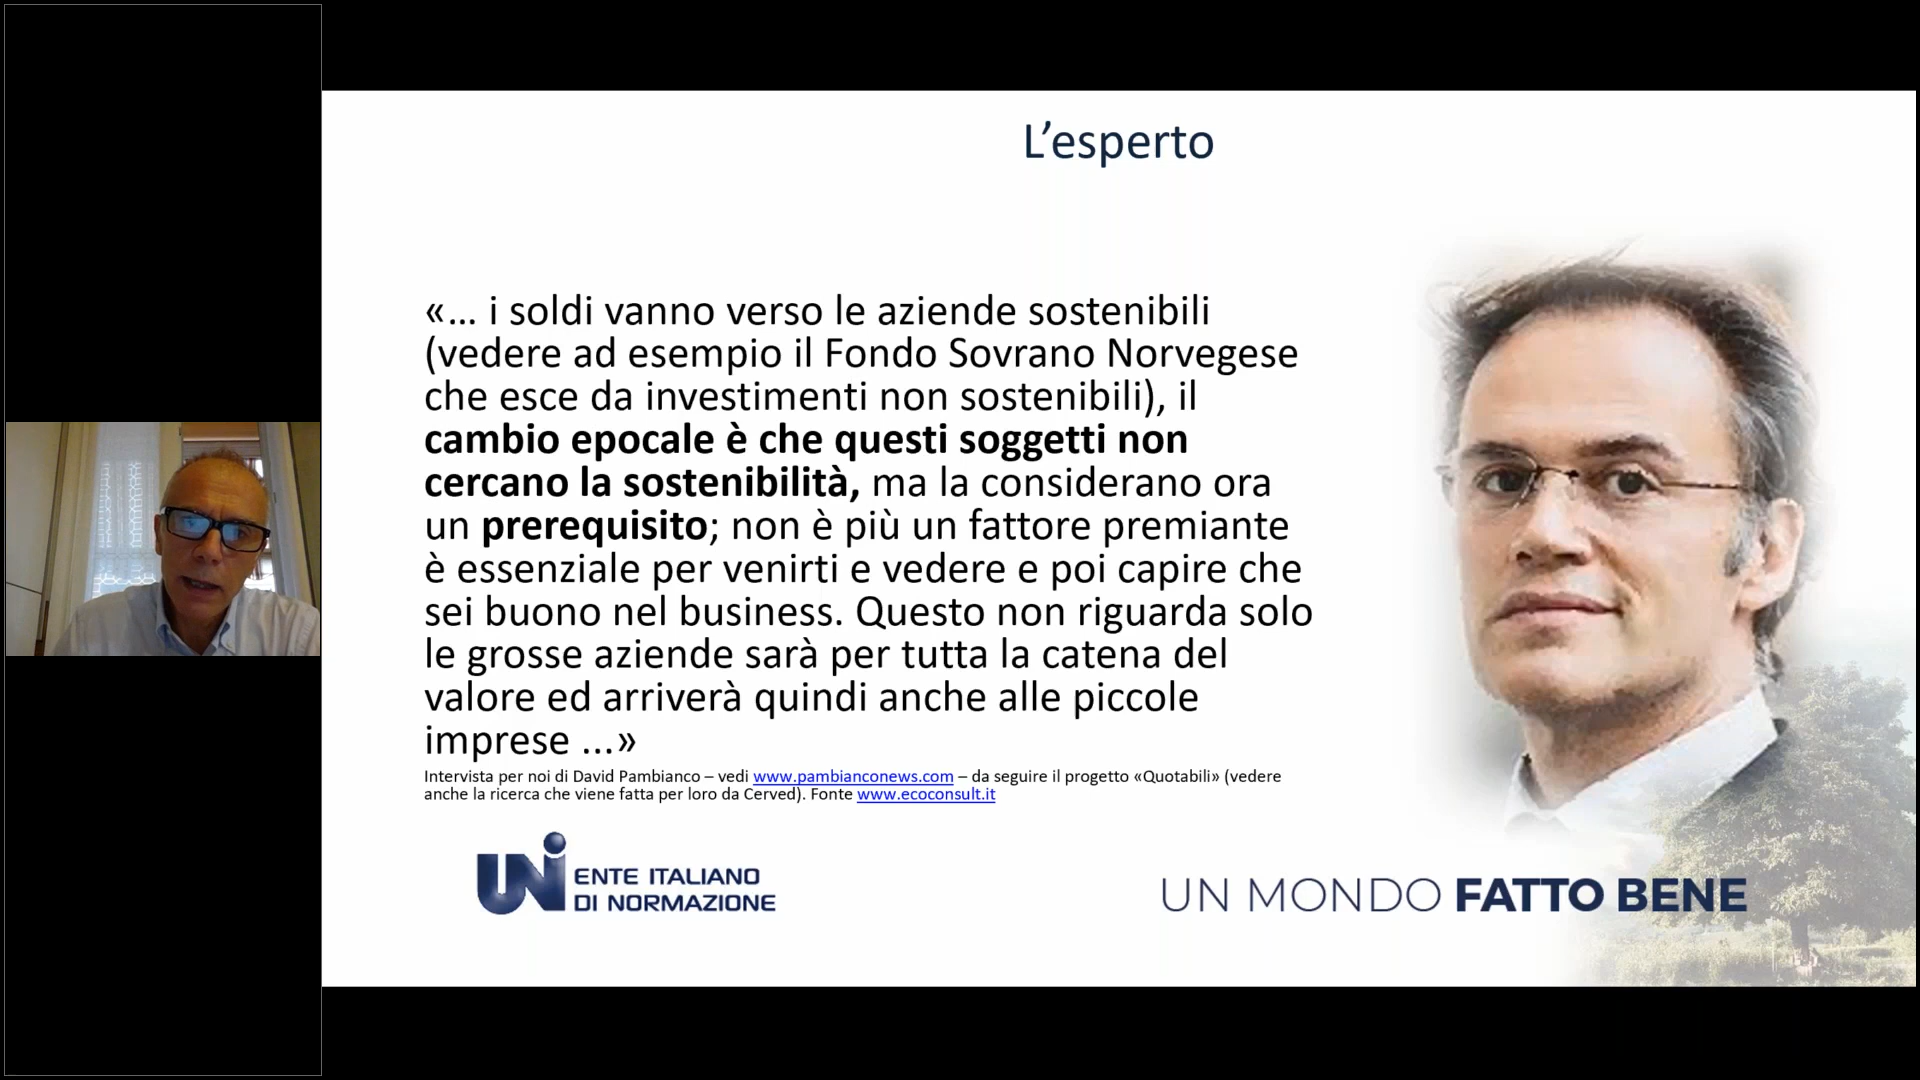 L’esperto
«... i soldi vanno verso le aziende sostenibili
(vedere ad esempio il Fondo Sovrano Norvegese
che esce da investimenti non sostenibili), il
cambio epocale è che questi soggetti non
cercano la sostenibilità, ma la considerano ora
un prerequisito; non è più un fattore premiante
è essenziale per venirti e vedere e poi capire che
sei buono nel business. Questo non riguarda solo
le grosse aziende sarà per tutta la catena del
valore ed arriverà quindi anche alle piccole
imprese ...»
Intervista per noi di David Pambianco – vedi www.pambianconews.com – da seguire il progetto «Quotabili» (vedere
anche la ricerca che viene fatta per loro da Cerved). Fonte www.ecoconsult.it
UNI ENTE ITALIANO
DI NORMAZIONE
UN MONDO FATTO BENE